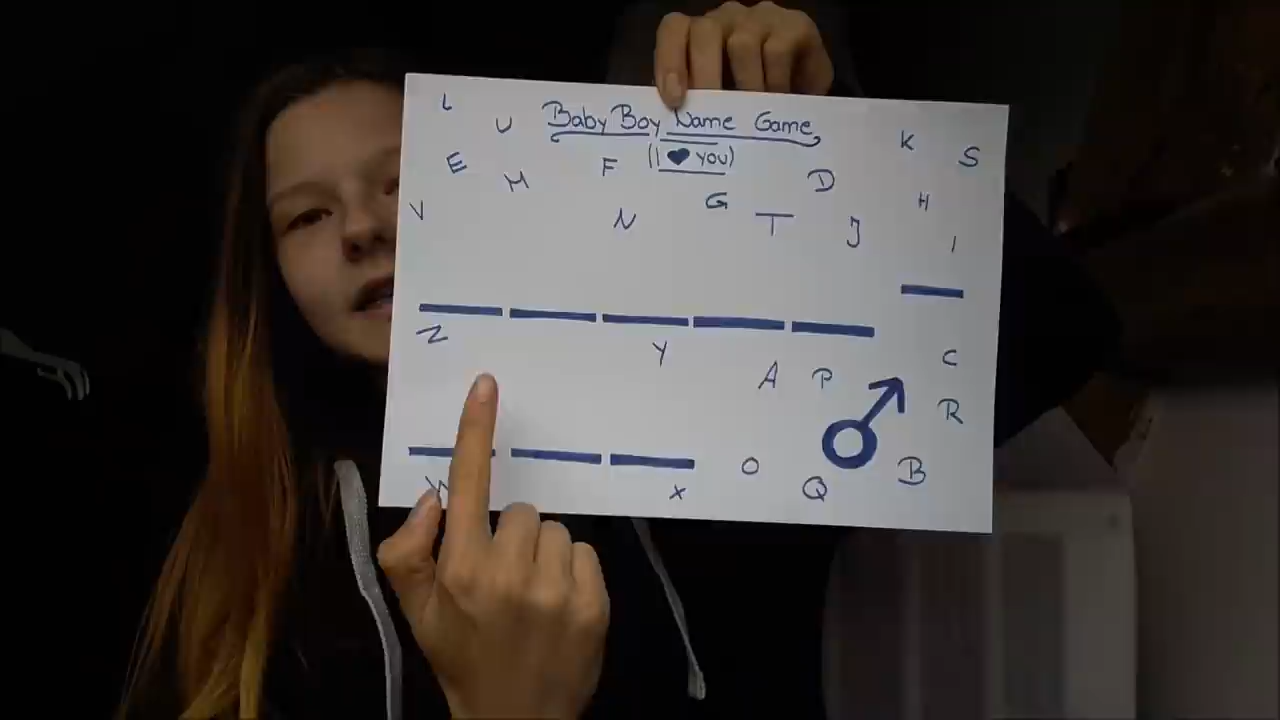 Baby Boy Name Game
(I ♥ YOU)
L U K S
E M F D
V N G T J H I
Z Y A P C
R
W X O Q B